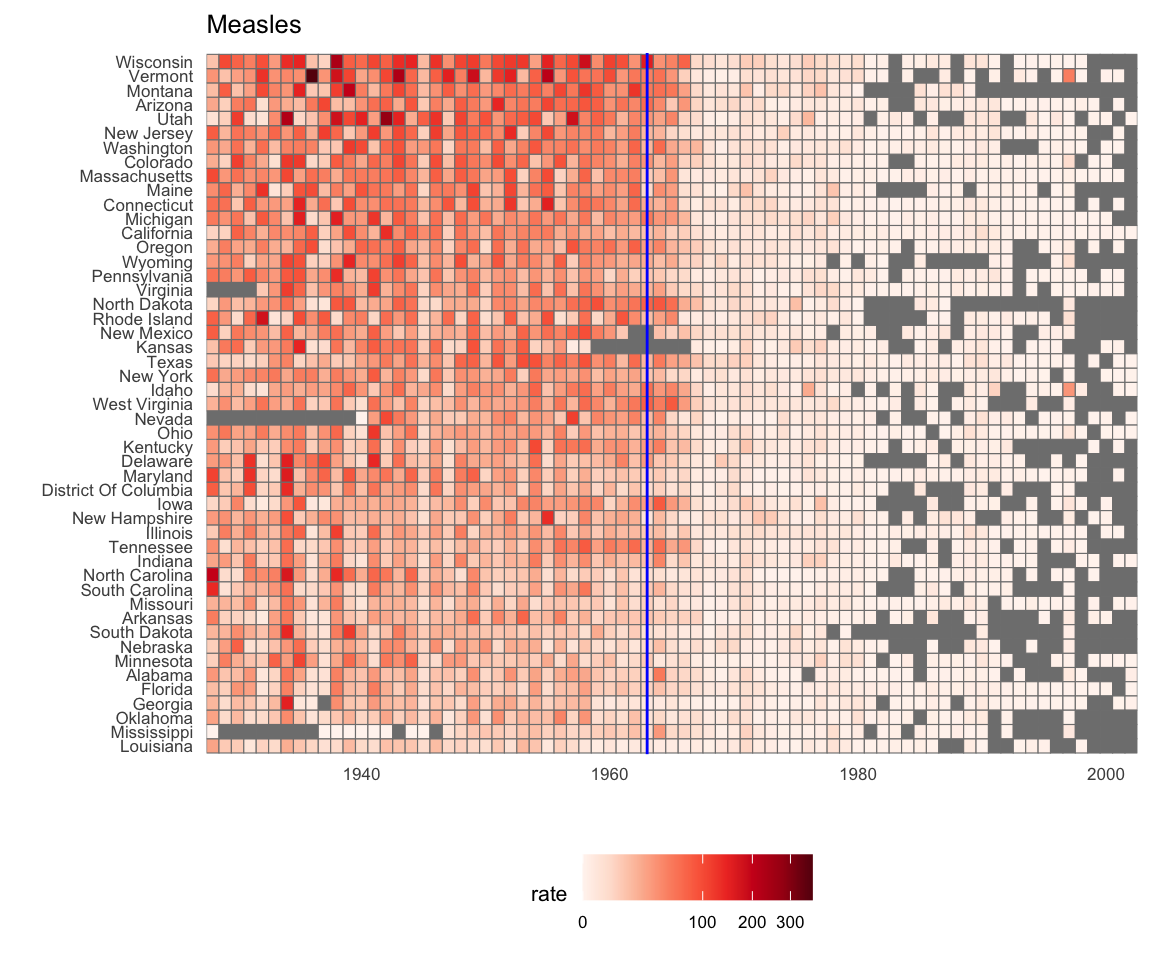 Measles
Wisconsin
Vermont
Montana
Arizona
Utah
New Jersey
Washington
Colorado
Massachusetts
Maine
Connecticut
Michigan
California
Oregon
Wyoming
Pennsylvania
Virginia
North Dakota
Rhode Island
New Mexico
Kansas
Texas
New York
Idaho
West Virginia
Nevada
Ohio
Kentucky
Delaware
Maryland
District Of Columbia
Iowa
New Hampshire
Illinois
Tennessee
Indiana
North Carolina
South Carolina
Missouri
Arkansas
South Dakota
Nebraska
Minnesota
Alabama
Florida
Georgia
Oklahoma
Mississippi
Louisiana
1940 1960 1980 2000
rate
0 100 200 300